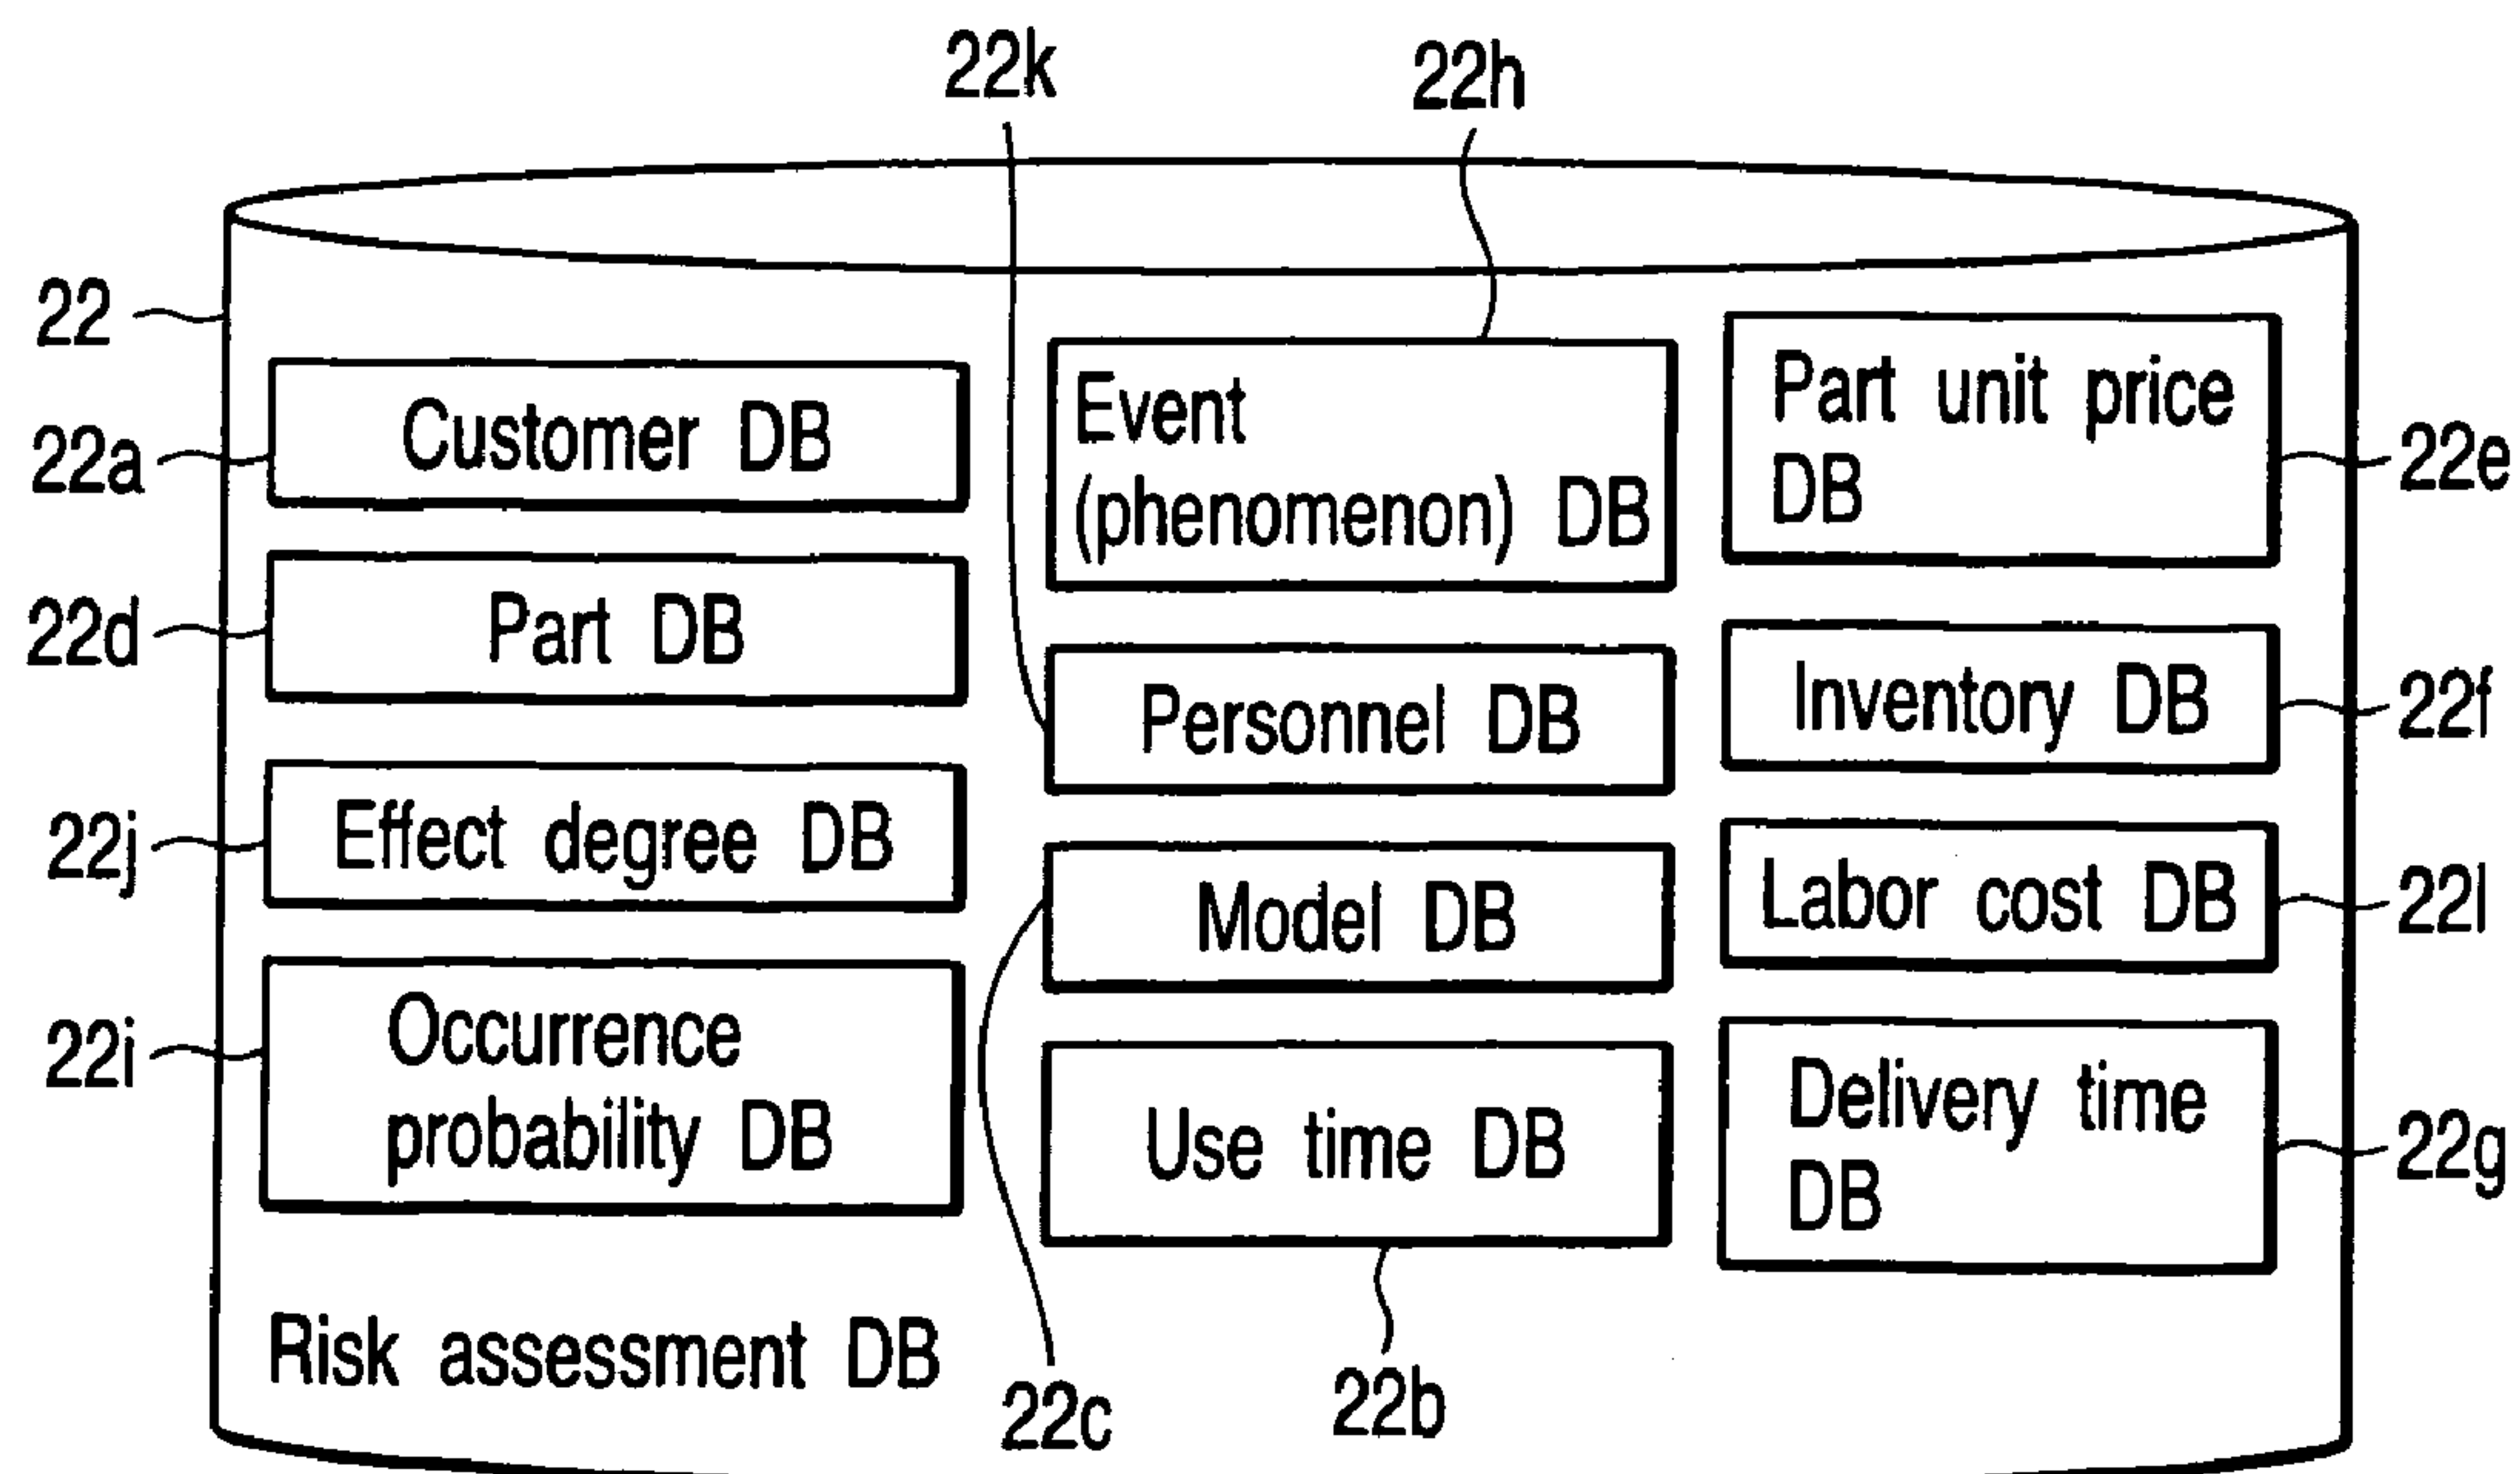 22k
22h
22
22a
Customer DB
Event
(phenomenon) DB
Part unit price
DB
22e
22d
Part DB
Personnel DB
Inventory DB
22f
22j
Effect degree DB
Model DB
Labor cost DB
22l
22i
Occurrence
probability DB
Use time DB
Delivery time
DB
22g
Risk assessment DB
22c
22b